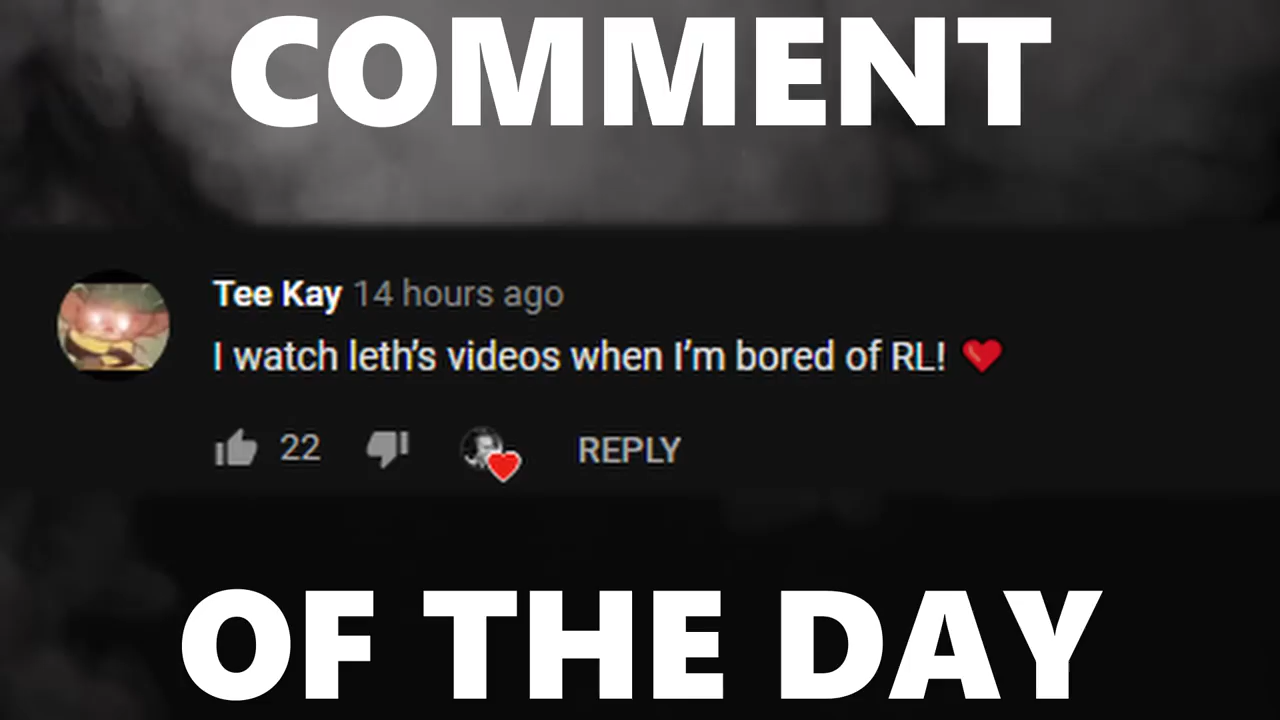 COMMENT
Tee Kay 14 hours ago
I watch leth's videos when I'm bored of RL! ❤️
22 REPLY
OF THE DAY